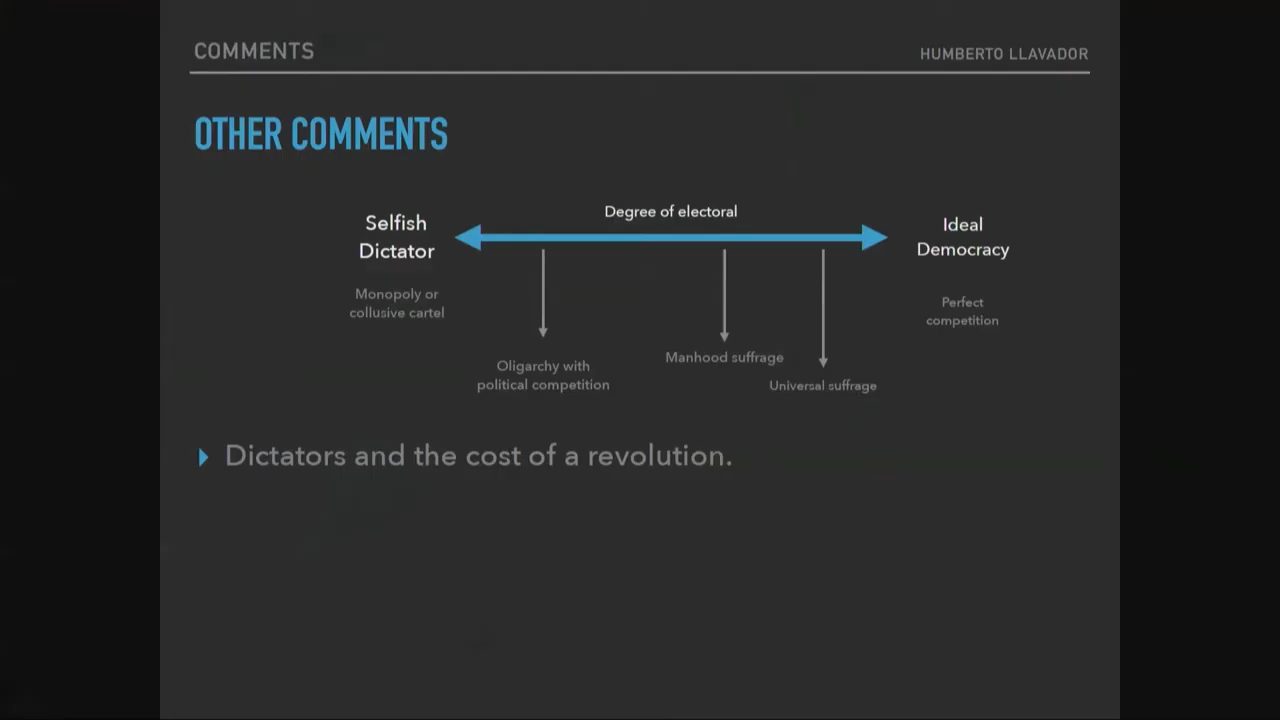 COMMENTS
HUMBERTO LLAVADOR
OTHER COMMENTS
Selfish
Dictator
Degree of electoral
Ideal
Democracy
Monopoly or
collusive cartel
Perfect
competition
Oligarchy with
political competition
Manhood suffrage
Universal suffrage
Dictators and the cost of a revolution.